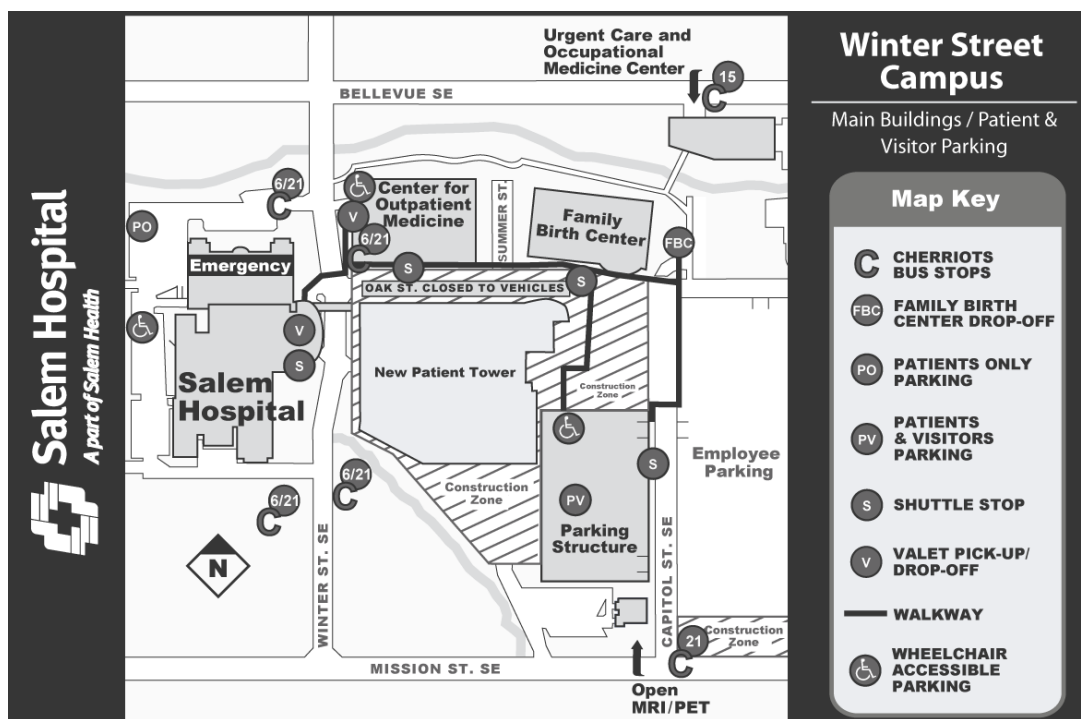 Salem Hospital
A part of Salem Health
Urgent Care and
Occupational
Medicine Center
15
C
BELLEVUE SE
6/21
C
PO
Emergency
Salem
Hospital
V
S
Center for
Outpatient
Medicine
V
6/21
C
S
SUMMER ST.
Family
Birth Center
FBC
S
OAK ST. CLOSED TO VEHICLES
New Patient Tower
Construction
Zone
Employee
Parking
S
PV
Parking
Structure
Construction
Zone
6/21
C
6/21
C
N
WINTER ST. SE
CAPITOL ST. SE
21
C
Construction
Zone
MISSION ST. SE
Open
MRI/PET
Winter Street
Campus
Main Buildings / Patient &
Visitor Parking
Map Key
C CHERRIOTS
BUS STOPS
FBC FAMILY BIRTH
CENTER DROP-OFF
PO PATIENTS ONLY
PARKING
PV PATIENTS
& VISITORS
PARKING
S SHUTTLE STOP
V VALET PICK-UP/
DROP-OFF
WALKWAY
WHEELCHAIR
ACCESSIBLE
PARKING